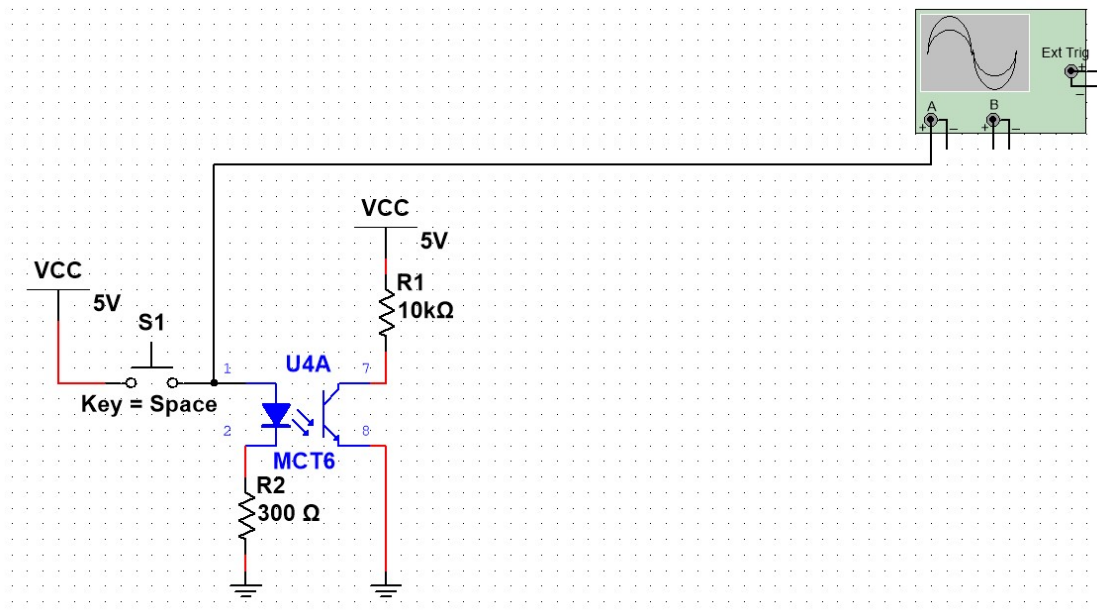 Ext Trig
+
−
A
B
+ −
+ −
VCC
5V
R1
10kΩ
VCC
5V
S1
Key = Space
1
U4A
7
2
8
MCT6
R2
300 Ω